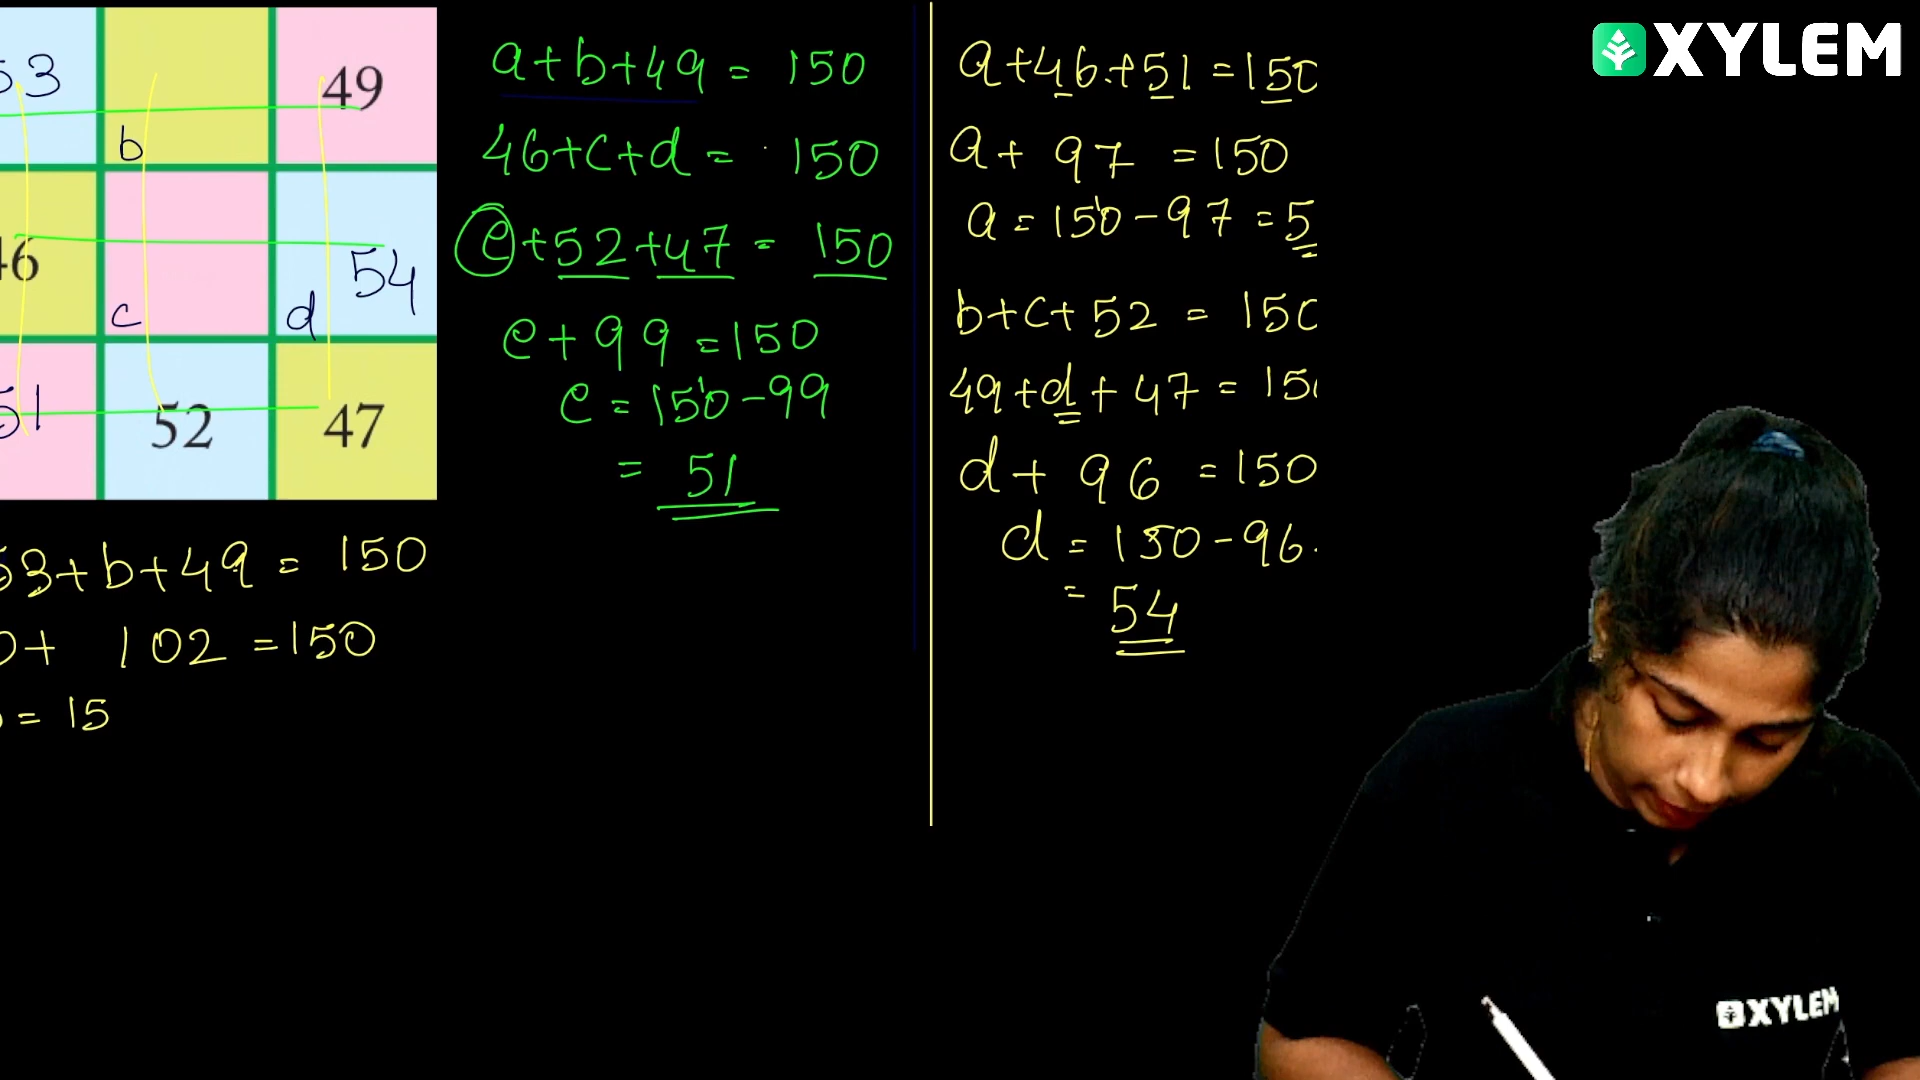 XYLEM
53 49
b
46 54
c d
51 52 47
a+b+49 = 150
46+c+d = 150
e+52+47 = 150
e+99 = 150
e = 150-99
= 51
a+46+51 = 150
a+ 97 = 150
a = 150-97 = 5
b+c+52 = 150
49+d+47 = 15
d+ 96 = 150
d = 150-96
= 54
53+b+49 = 150
+ 102 = 150
= 15
XYLEM